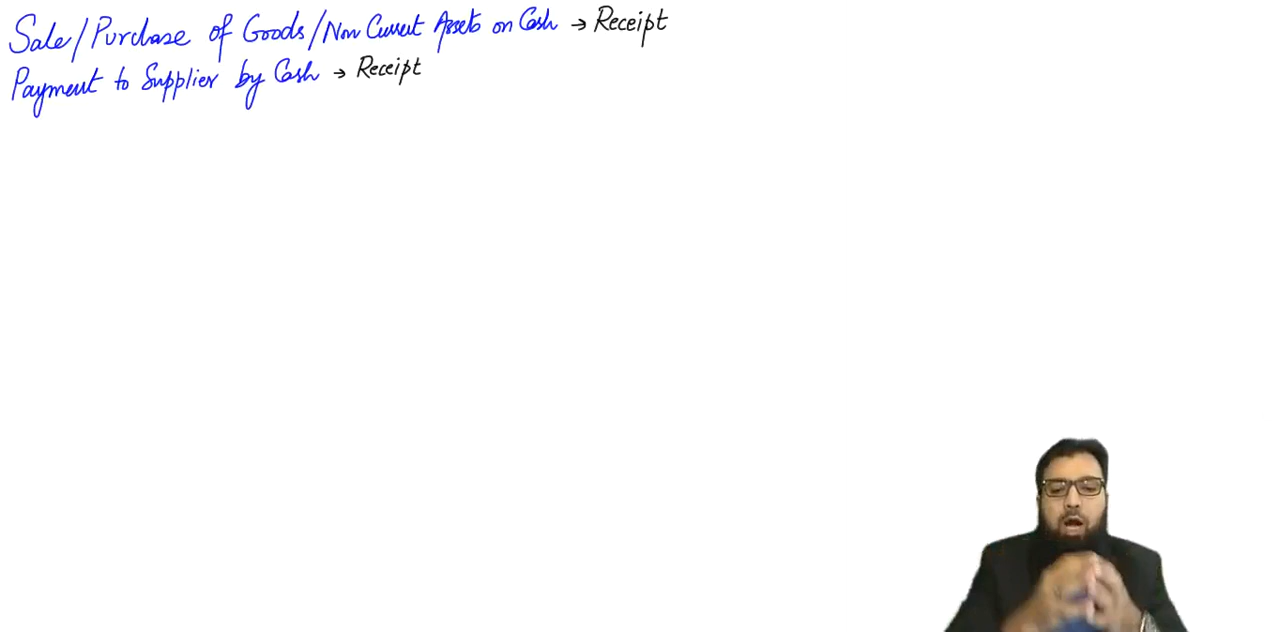 Sale/Purchase of Goods/Non Current Assets on Cash → Receipt
Payment to Supplier by Cash → Receipt